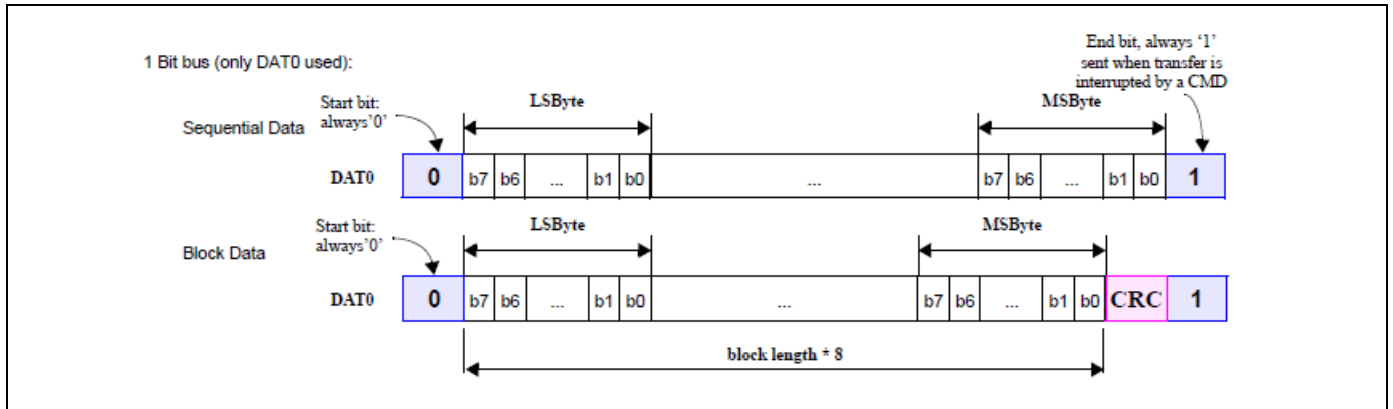 End bit, always ‘1’
sent when transfer is
interrupted by a CMD
1 Bit bus (only DAT0 used):
Start bit:
always’0’
LSByte
MSByte
Sequential Data
DAT0
0 b7 b6 ... b1 b0 ... b7 b6 ... b1 b0 1
Start bit:
always’0’
LSByte
MSByte
Block Data
DAT0
0 b7 b6 ... b1 b0 ... b7 b6 ... b1 b0 CRC 1
block length * 8